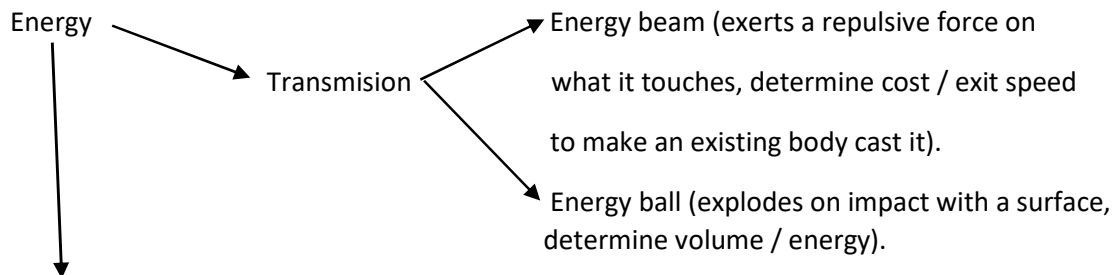 Energy
Energy beam (exerts a repulsive force on
Transmision
what it touches, determine cost / exit speed
to make an existing body cast it).
Energy ball (explodes on impact with a surface,
determine volume / energy).